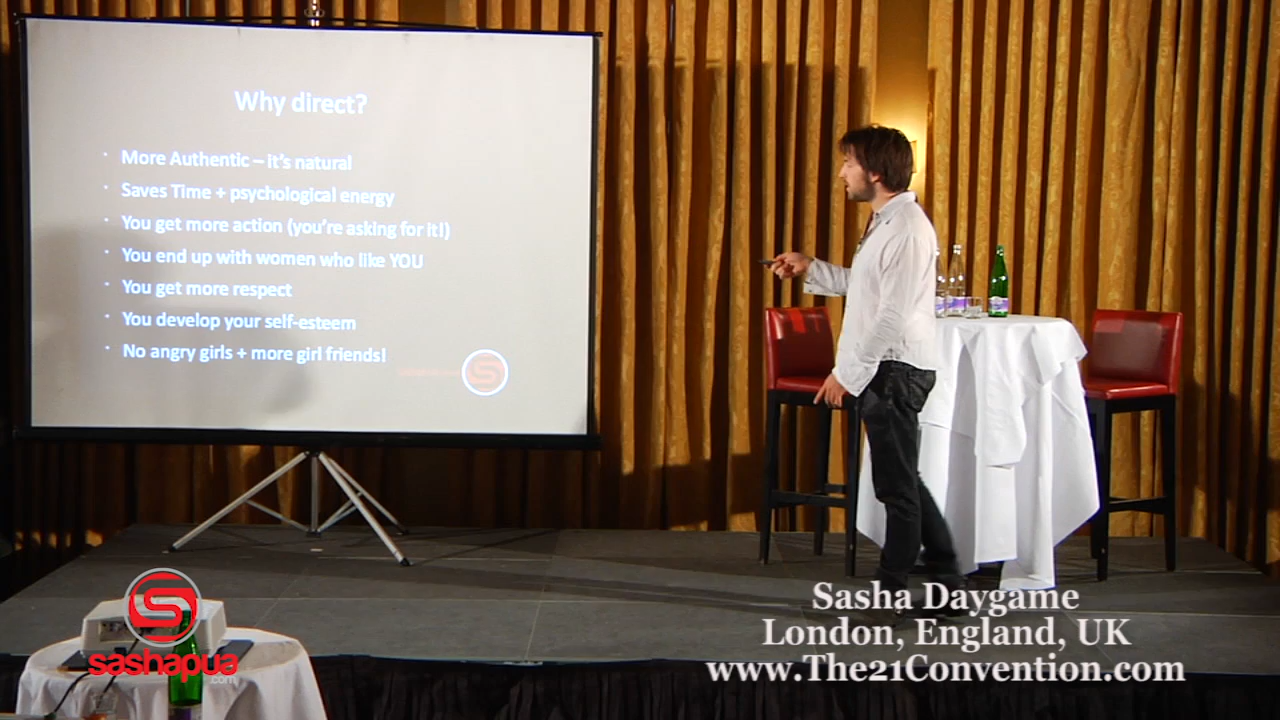 Why direct?
· More Authentic – it's natural
· Saves Time + psychological energy
· You get more action (you're asking for it!)
· You end up with women who like YOU
· You get more respect
· You develop your self-esteem
· No angry girls + more girl friends!
Sasha Daygame
London, England, UK
www.The21Convention.com
sashapua
.com